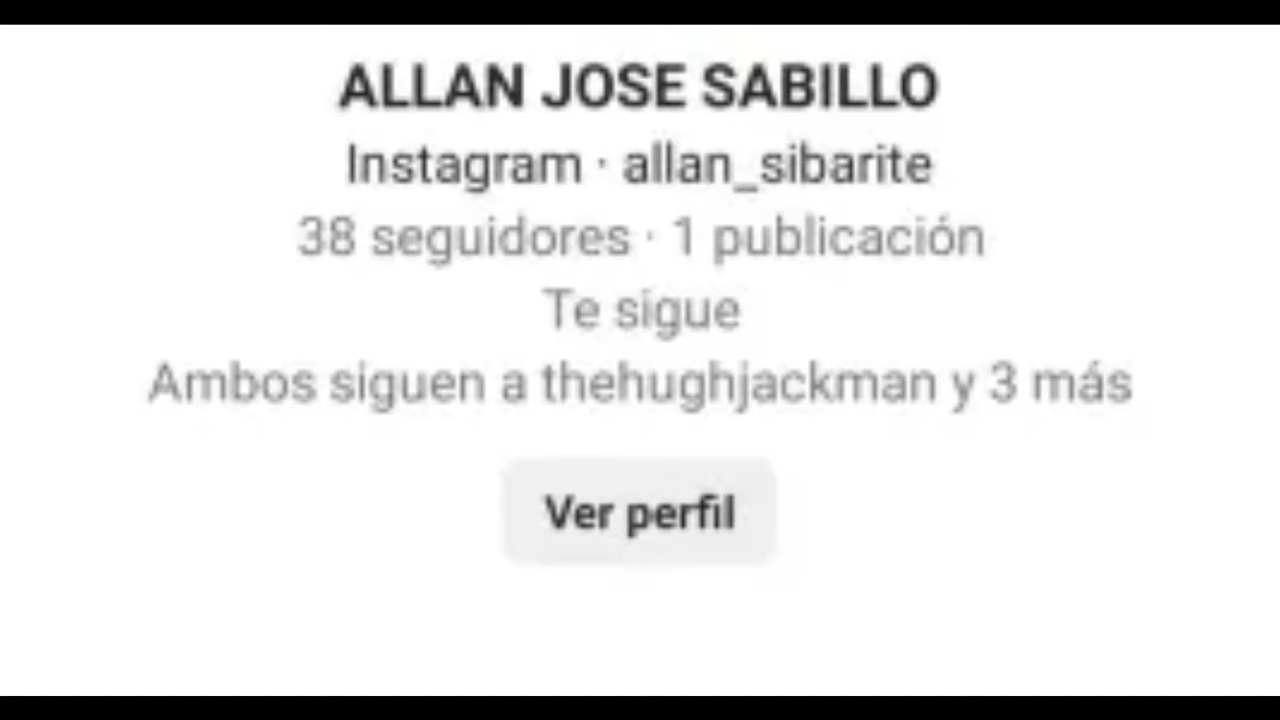 ALLAN JOSE SABILLO
Instagram · allan_sibarite
38 seguidores · 1 publicación
Te sigue
Ambos siguen a thehughjackman y 3 más
Ver perfil